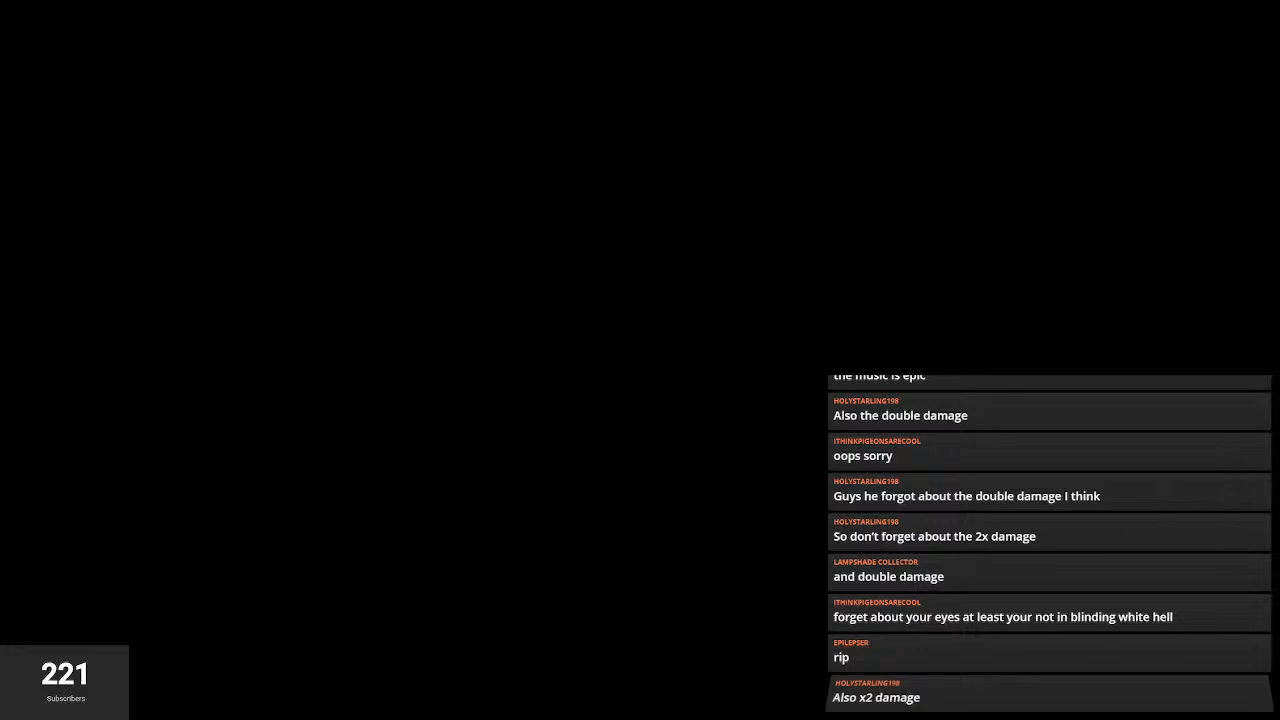 the music is epic
HOLYSTARLING198
Also the double damage
ITHINKPIGEONSARECOOL
oops sorry
HOLYSTARLING198
Guys he forgot about the double damage I think
HOLYSTARLING198
So don't forget about the 2x damage
LAMPSHADE COLLECTOR
and double damage
ITHINKPIGEONSARECOOL
forget about your eyes at least your not in blinding white hell
EPILEPSER
rip
HOLYSTARLING198
Also x2 damage
221
Subscribers